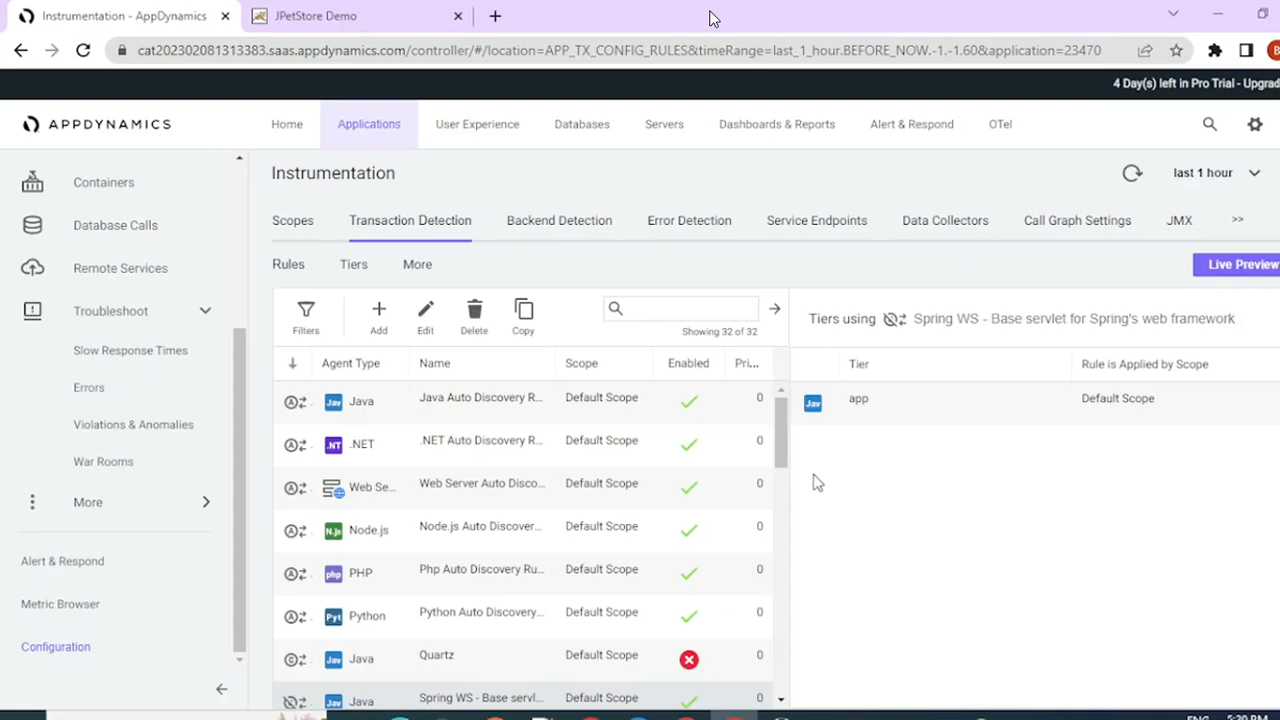 Instrumentation - AppDynamics
JPetStore Demo
cat202302081313383.saas.appdynamics.com/controller/#/location=APP_TX_CONFIG_RULES&timeRange=last_1_hour.BEFORE_NOW.-1.-1.60&application=23470
4 Day(s) left in Pro Trial - Upgrad
APPDYNAMICS Home Applications User Experience Databases Servers Dashboards & Reports Alert & Respond OTel
Containers
Database Calls
Remote Services
Troubleshoot
Slow Response Times
Errors
Violations & Anomalies
War Rooms
More
Alert & Respond
Metric Browser
Configuration
Instrumentation last 1 hour
Scopes Transaction Detection Backend Detection Error Detection Service Endpoints Data Collectors Call Graph Settings JMX >>
Rules Tiers More Live Preview
Filters Add Edit Delete Copy
Showing 32 of 32
Agent Type Name Scope Enabled Pri...
Jav Java Java Auto Discovery R... Default Scope 0
.NT .NET .NET Auto Discovery R... Default Scope 0
Web Se... Web Server Auto Disco... Default Scope 0
N.js Node.js Node.js Auto Discover... Default Scope 0
php PHP Php Auto Discovery Ru... Default Scope 0
Pyt Python Python Auto Discovery... Default Scope 0
Jav Java Quartz Default Scope 0
Jav Java Spring WS - Base servl... Default Scope 0
Tiers using Spring WS - Base servlet for Spring's web framework
Tier Rule is Applied by Scope
Jav app Default Scope